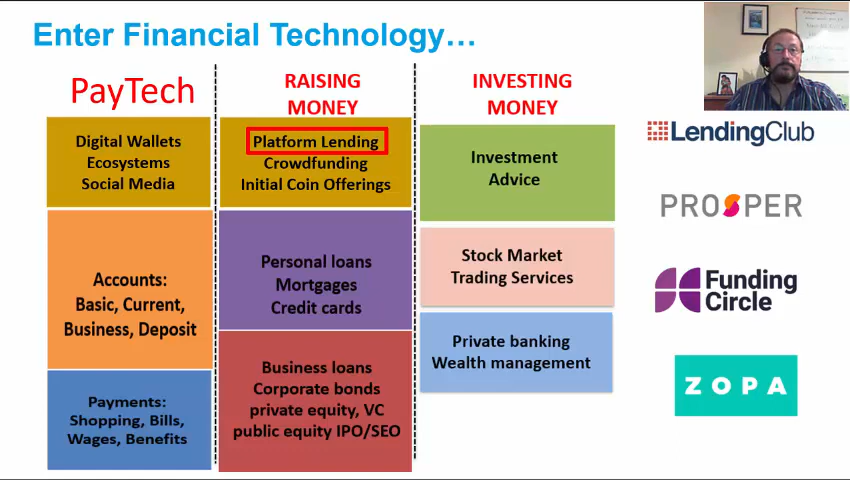 Enter Financial Technology...
PayTech
Digital Wallets
Ecosystems
Social Media
Accounts:
Basic, Current,
Business, Deposit
Payments:
Shopping, Bills,
Wages, Benefits
RAISING
MONEY
Platform Lending
Crowdfunding
Initial Coin Offerings
Personal loans
Mortgages
Credit cards
Business loans
Corporate bonds
private equity, VC
public equity IPO/SEO
INVESTING
MONEY
Investment
Advice
Stock Market
Trading Services
Private banking
Wealth management
LendingClub
PROSPER
Funding
Circle
ZOPA